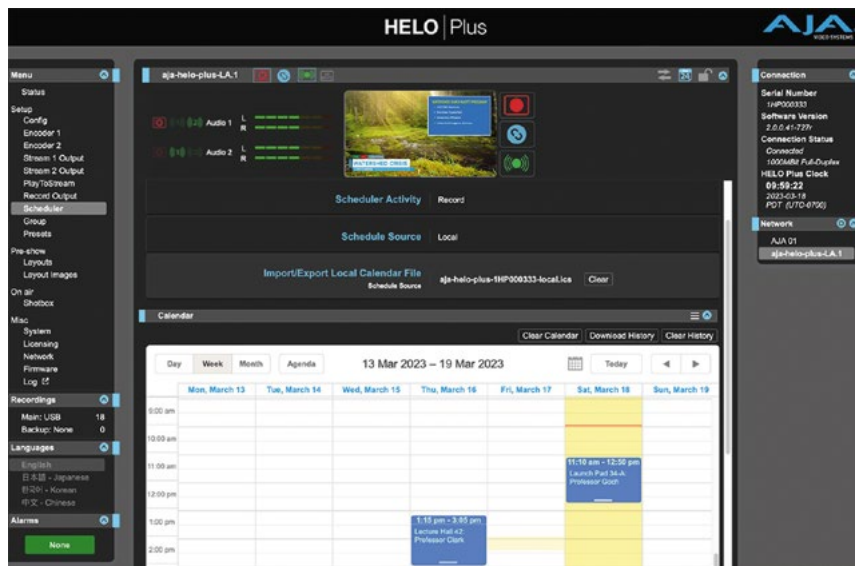 HELO Plus
AJA
VIDEO SYSTEMS
Menu
Status
Setup
Config
Encoder 1
Encoder 2
Stream 1 Output
Stream 2 Output
PlayToStream
Record Output
Scheduler
Group
Presets
Pre-show
Layouts
Layout Images
On air
Shotbox
Misc
System
Licensing
Network
Firmware
Log
Recordings
Main: USB 18
Backup: None 0
Languages
English
日本語 - Japanese
한국어 - Korean
中文 - Chinese
Alarms
None
aja-helo-plus-LA.1
24
Audio 1 L
R
Audio 2 L
R
WATERSHED CRISIS
Scheduler Activity Record
Schedule Source Local
Import/Export Local Calendar File
Schedule Source
aja-helo-plus-1HP000333-local.ics Clear
Calendar
Clear Calendar Download History Clear History
Day Week Month Agenda 13 Mar 2023 – 19 Mar 2023 Today
Mon, March 13 Tue, March 14 Wed, March 15 Thu, March 16 Fri, March 17 Sat, March 18 Sun, March 19
9:00 am
10:00 am
11:00 am
11:10 am - 12:50 pm
Launch Pad 34-A:
Professor Goch
12:00 pm
1:00 pm
1:15 pm - 3:05 pm
Lecture Hall 42
Professor Clark
2:00 pm
Connection
Serial Number
1HP000333
Software Version
2.0.0.41-727r
Connection Status
Connected
1000MBit Full-Duplex
HELO Plus Clock
09:59:22
2023-03-18
PDT (UTC-0700)
Network
AJA 01
aja-helo-plus-LA.1